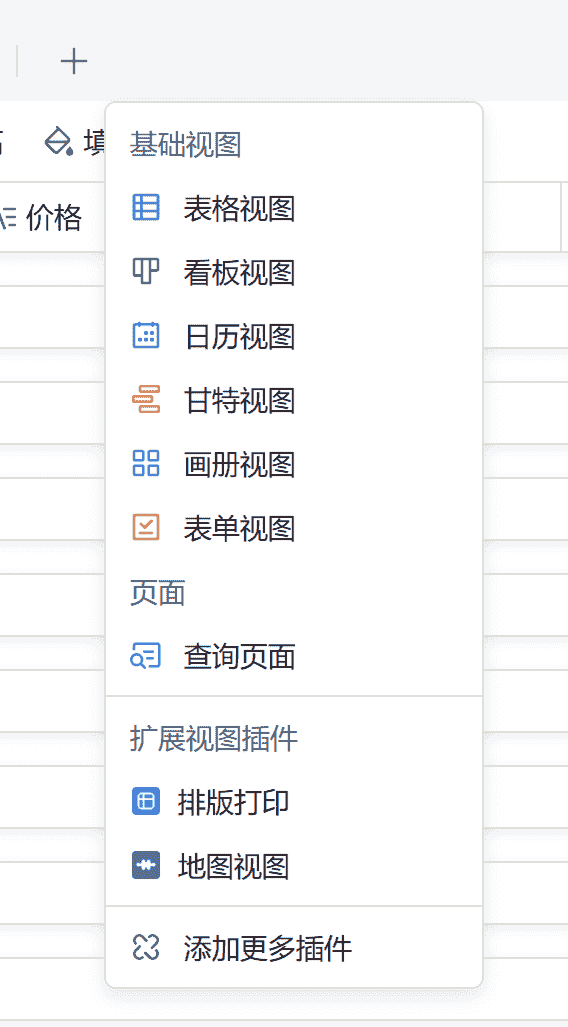 基础视图
填
表格视图
价格
看板视图
日历视图
甘特视图
画册视图
表单视图
页面
查询页面
扩展视图插件
排版打印
地图视图
添加更多插件